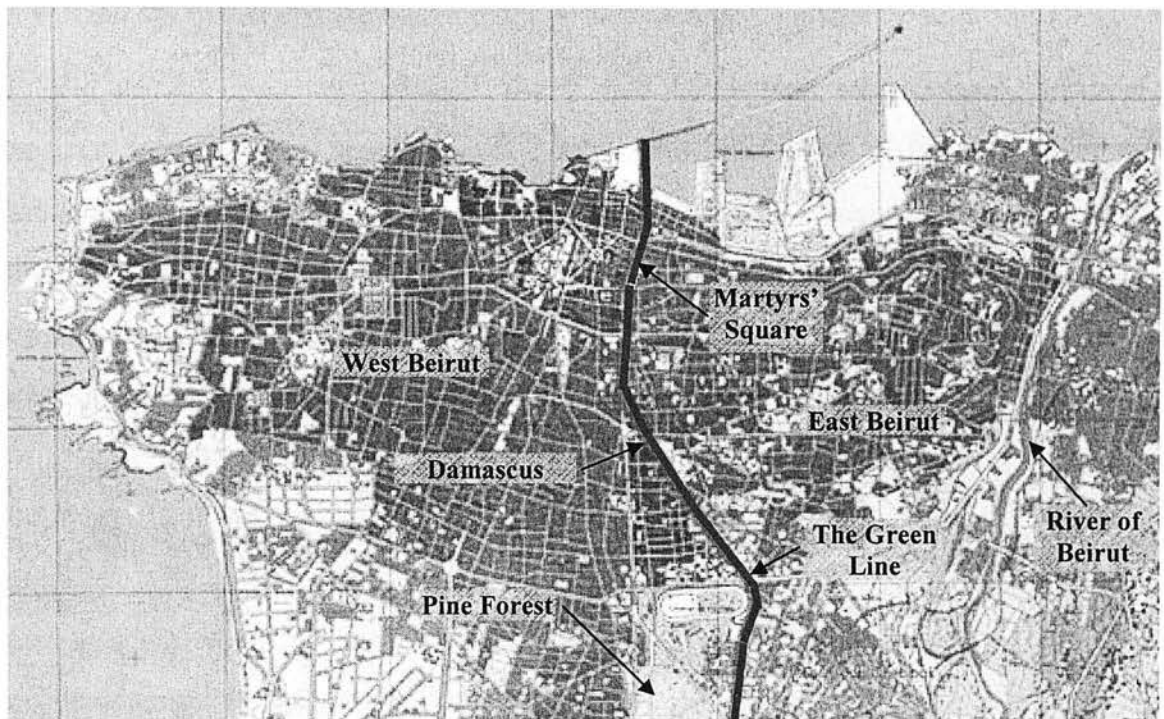 Martyrs'
Square
West Beirut
East Beirut
Damascus
The Green
Line
River of
Beirut
Pine Forest